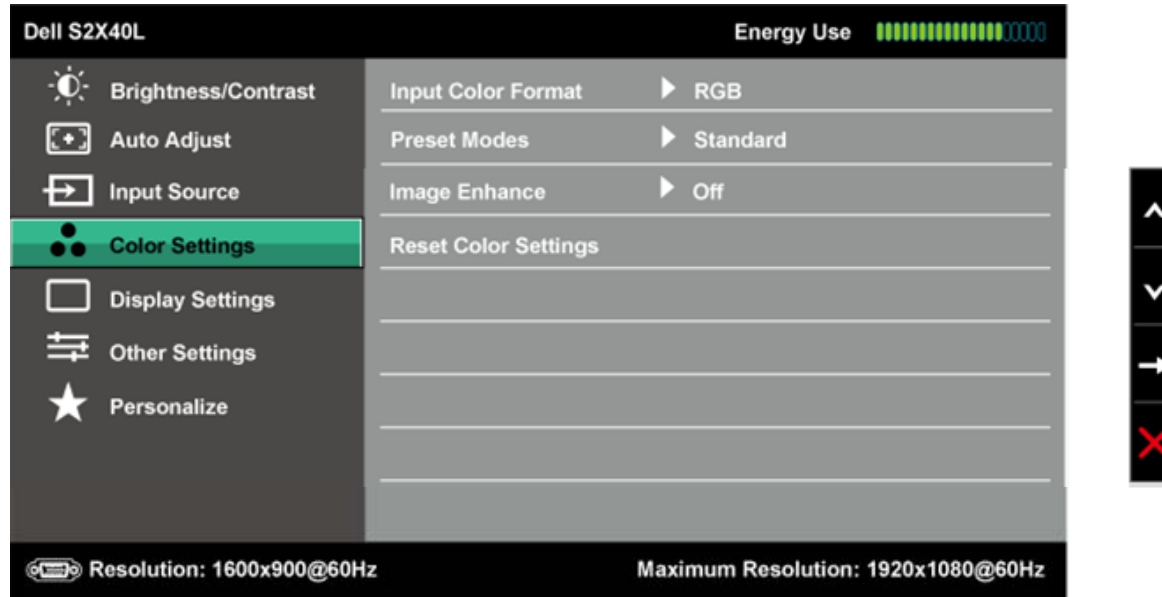 Dell S2X40L Energy Use
Brightness/Contrast Input Color Format RGB
Auto Adjust Preset Modes Standard
Input Source Image Enhance Off
Color Settings Reset Color Settings
Display Settings
Other Settings
Personalize
Resolution: 1600x900@60Hz Maximum Resolution: 1920x1080@60Hz